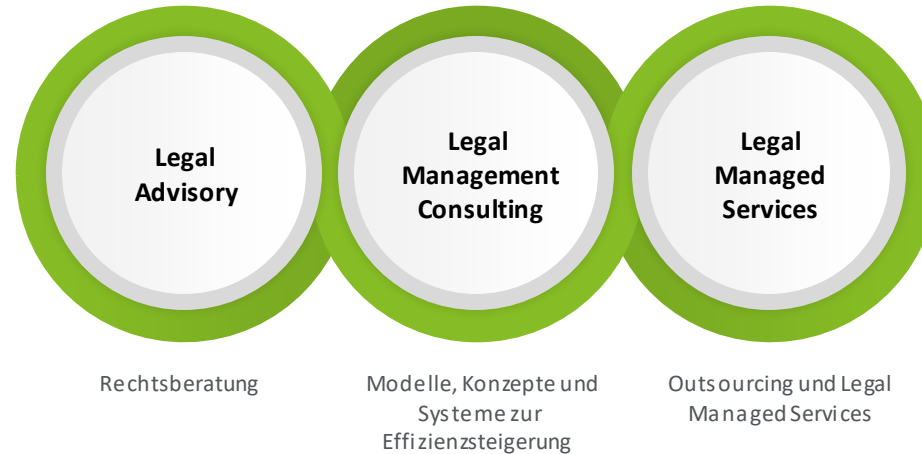 Legal
Advisory
Legal
Management
Consulting
Legal
Managed
Services
Rechtsberatung
Modelle, Konzepte und
Systeme zur
Effizienzsteigerung
Outsourcing und Legal
Managed Services